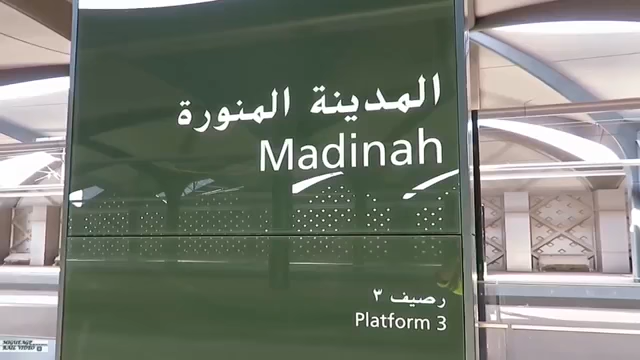 المدينة المنورة
Madinah
رصيف ٣
Platform 3